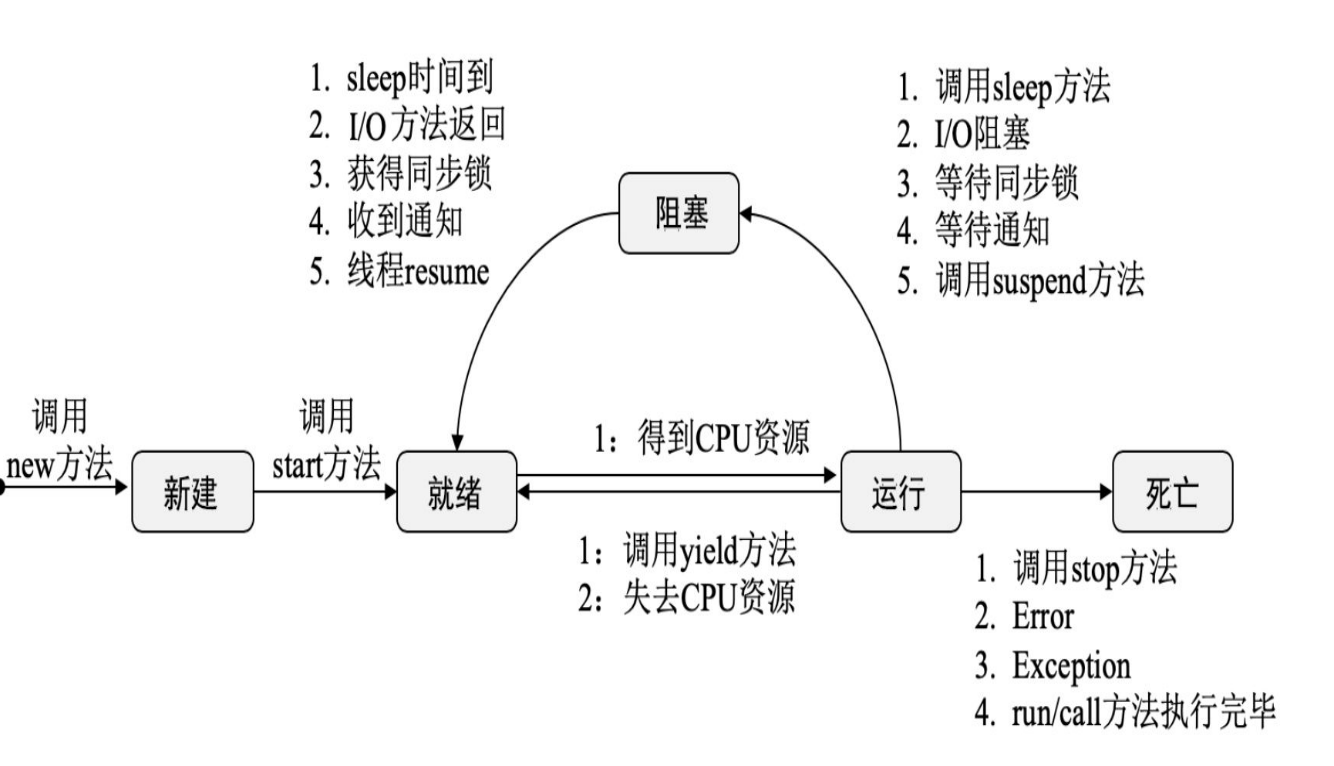 1. sleep时间到
2. I/O方法返回
3. 获得同步锁
4. 收到通知
5. 线程resume
阻塞
1. 调用sleep方法
2. I/O阻塞
3. 等待同步锁
4. 等待通知
5. 调用suspend方法
调用
new方法
新建
调用
start方法
就绪
1：得到CPU资源
1：调用yield方法
2：失去CPU资源
运行
死亡
1. 调用stop方法
2. Error
3. Exception
4. run/call方法执行完毕